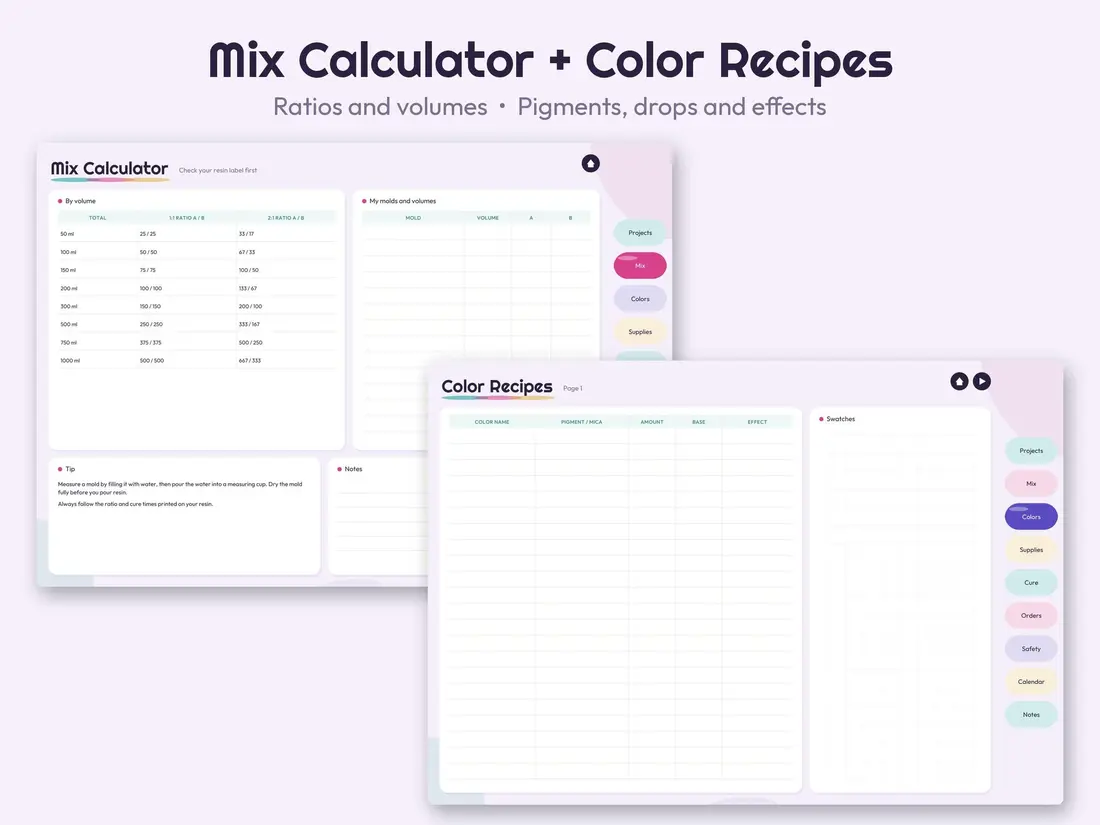 Mix Calculator + Color Recipes
Ratios and volumes • Pigments, drops and effects
Mix Calculator
Check your resin label first
By volume
TOTAL 1:1 RATIO A / B 2:1 RATIO A / B
50 ml 25 / 25 33 / 17
100 ml 50 / 50 67 / 33
150 ml 75 / 75 100 / 50
200 ml 100 / 100 133 / 67
300 ml 150 / 150 200 / 100
500 ml 250 / 250 333 / 167
750 ml 375 / 375 500 / 250
1000 ml 500 / 500 667 / 333
My molds and volumes
MOLD VOLUME A B
Tip
Measure a mold by filling it with water, then pour the water into a measuring cup. Dry the mold
fully before you pour resin.
Always follow the ratio and cure times printed on your resin.
Notes
Projects
Mix
Colors
Supplies
Color Recipes
Page 1
COLOR NAME PIGMENT / MICA AMOUNT BASE EFFECT
Swatches
Projects
Mix
Colors
Supplies
Cure
Orders
Safety
Calendar
Notes